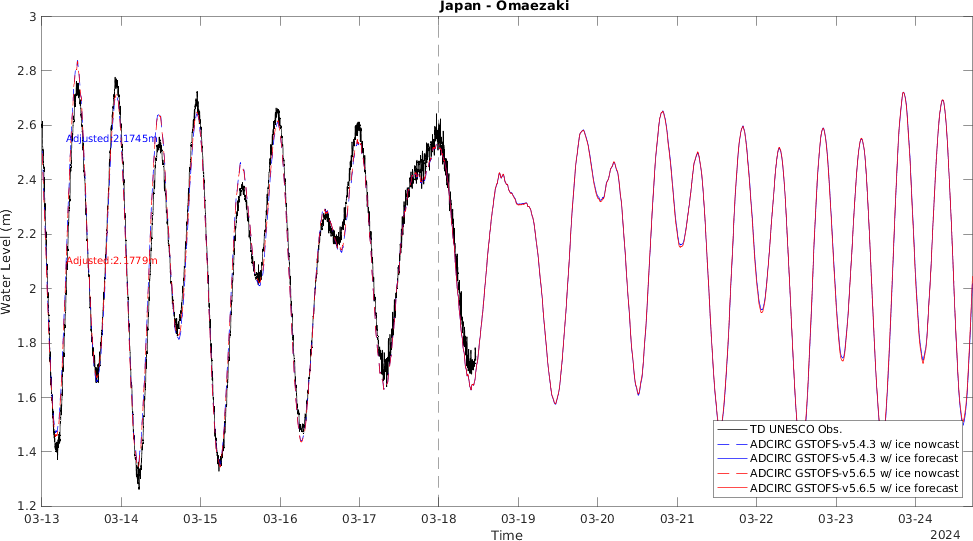 Japan - Omaezaki
Water Level (m)
3
2.8
2.6
2.4
2.2
2
1.8
1.6
1.4
1.2
Adjusted:2.1745m
Adjusted:2.1779m
TD UNESCO Obs.
ADCIRC GSTOFS-v5.4.3 w/ ice nowcast
ADCIRC GSTOFS-v5.4.3 w/ ice forecast
ADCIRC GSTOFS-v5.6.5 w/ ice nowcast
ADCIRC GSTOFS-v5.6.5 w/ ice forecast
03-13 03-14 03-15 03-16 03-17 03-18 03-19 03-20 03-21 03-22 03-23 03-24
Time
2024